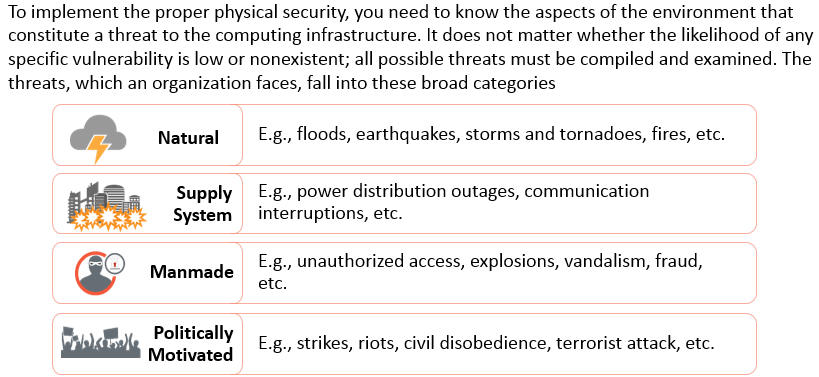 To implement the proper physical security, you need to know the aspects of the environment that
constitute a threat to the computing infrastructure. It does not matter whether the likelihood of any
specific vulnerability is low or nonexistent; all possible threats must be compiled and examined. The
threats, which an organization faces, fall into these broad categories
Natural
E.g., floods, earthquakes, storms and tornadoes, fires, etc.
Supply
System
E.g., power distribution outages, communication
interruptions, etc.
Manmade
E.g., unauthorized access, explosions, vandalism, fraud,
etc.
Politically
Motivated
E.g., strikes, riots, civil disobedience, terrorist attack, etc.